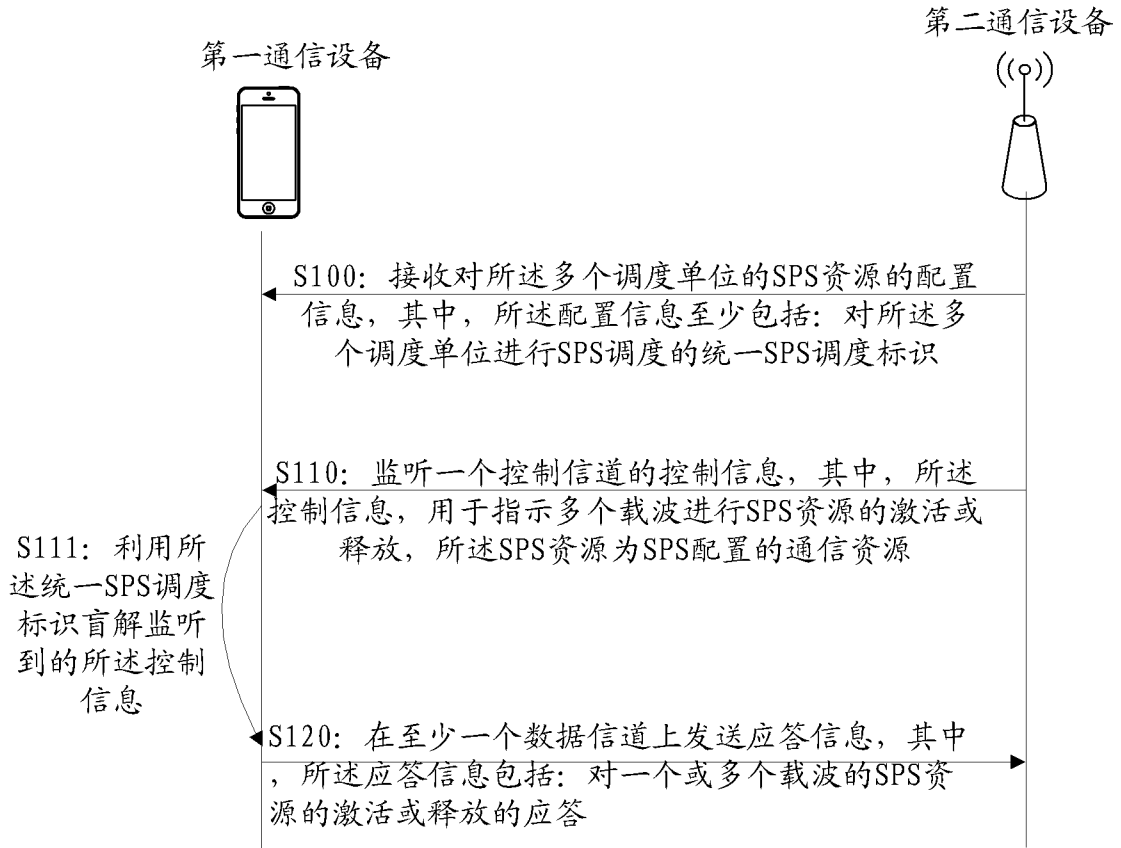 第二通信设备
第一通信设备
S100：接收对所述多个调度单位的SPS资源的配置
信息，其中，所述配置信息至少包括：对所述多
个调度单位进行SPS调度的统一SPS调度标识
S110：监听一个控制信道的控制信息，其中，所述
控制信息，用于指示多个载波进行SPS资源的激活或
释放，所述SPS资源为SPS配置的通信资源
S111：利用所
述统一SPS调度
标识盲解监听
到的所述控制
信息
S120：在至少一个数据信道上发送应答信息，其中
，所述应答信息包括：对一个或多个载波的SPS资
源的激活或释放的应答